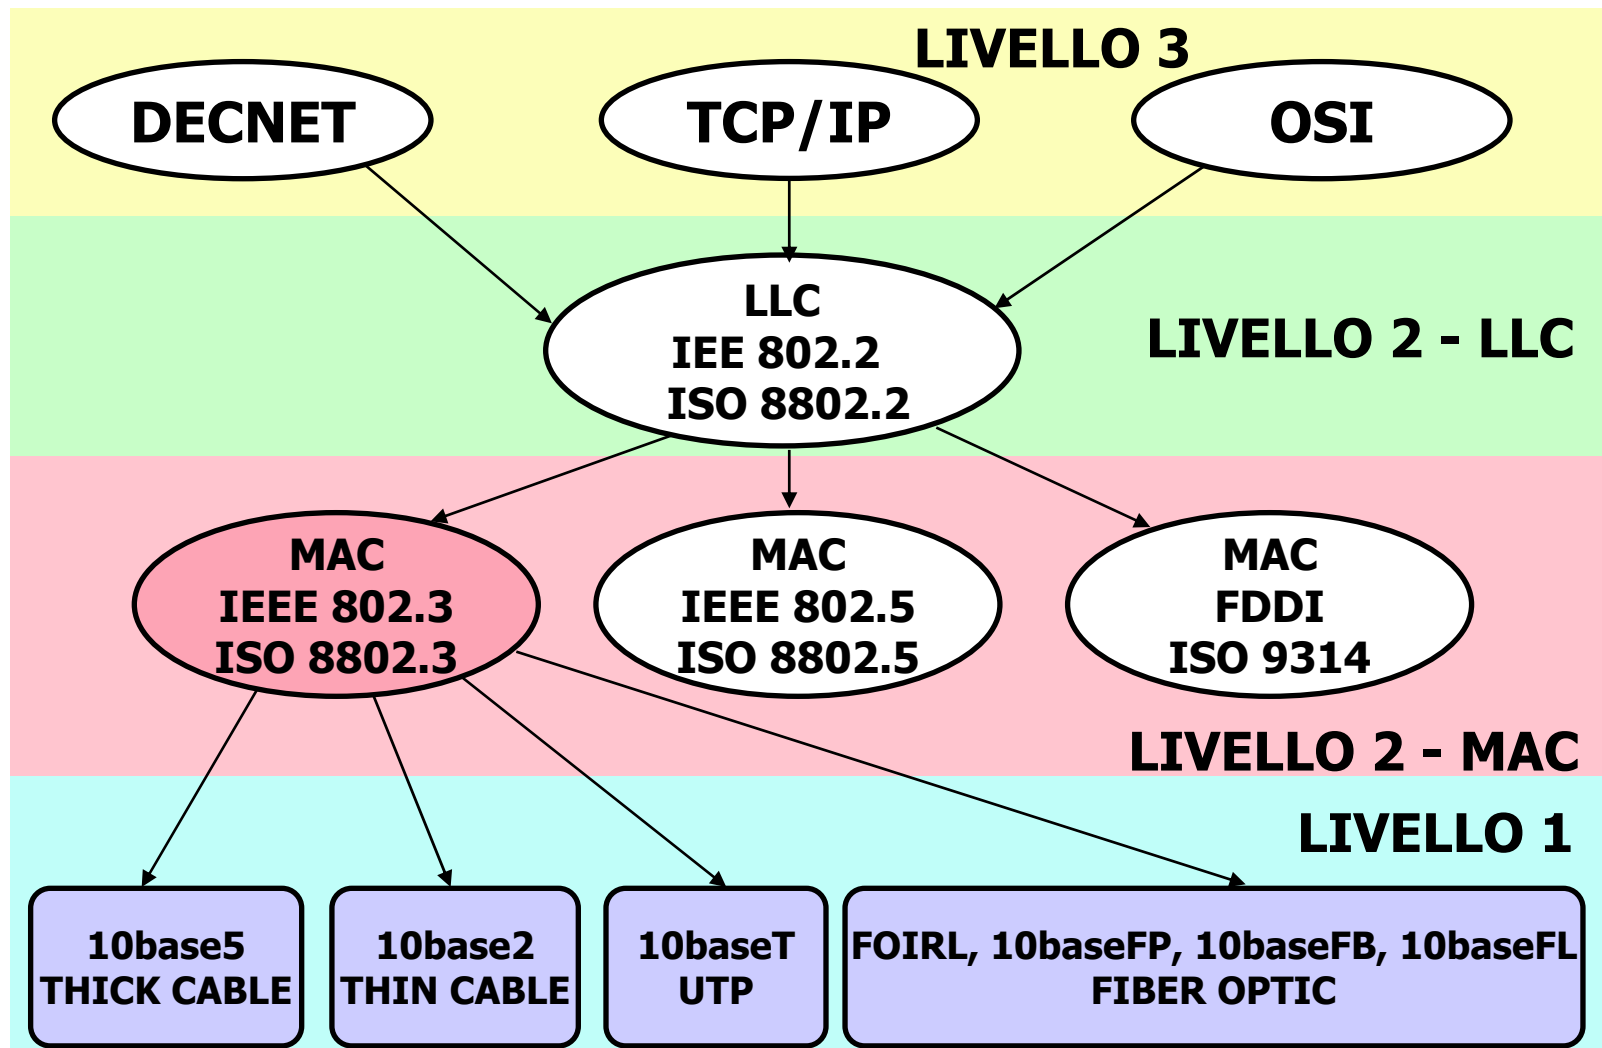 LIVELLO 3
DECNET
TCP/IP
OSI
LLC
IEE 802.2
ISO 8802.2
LIVELLO 2 - LLC
MAC
IEEE 802.3
ISO 8802.3
MAC
IEEE 802.5
ISO 8802.5
MAC
FDDI
ISO 9314
LIVELLO 2 - MAC
LIVELLO 1
10base5
THICK CABLE
10base2
THIN CABLE
10baseT
UTP
FOIRL, 10baseFP, 10baseFB, 10baseFL
FIBER OPTIC